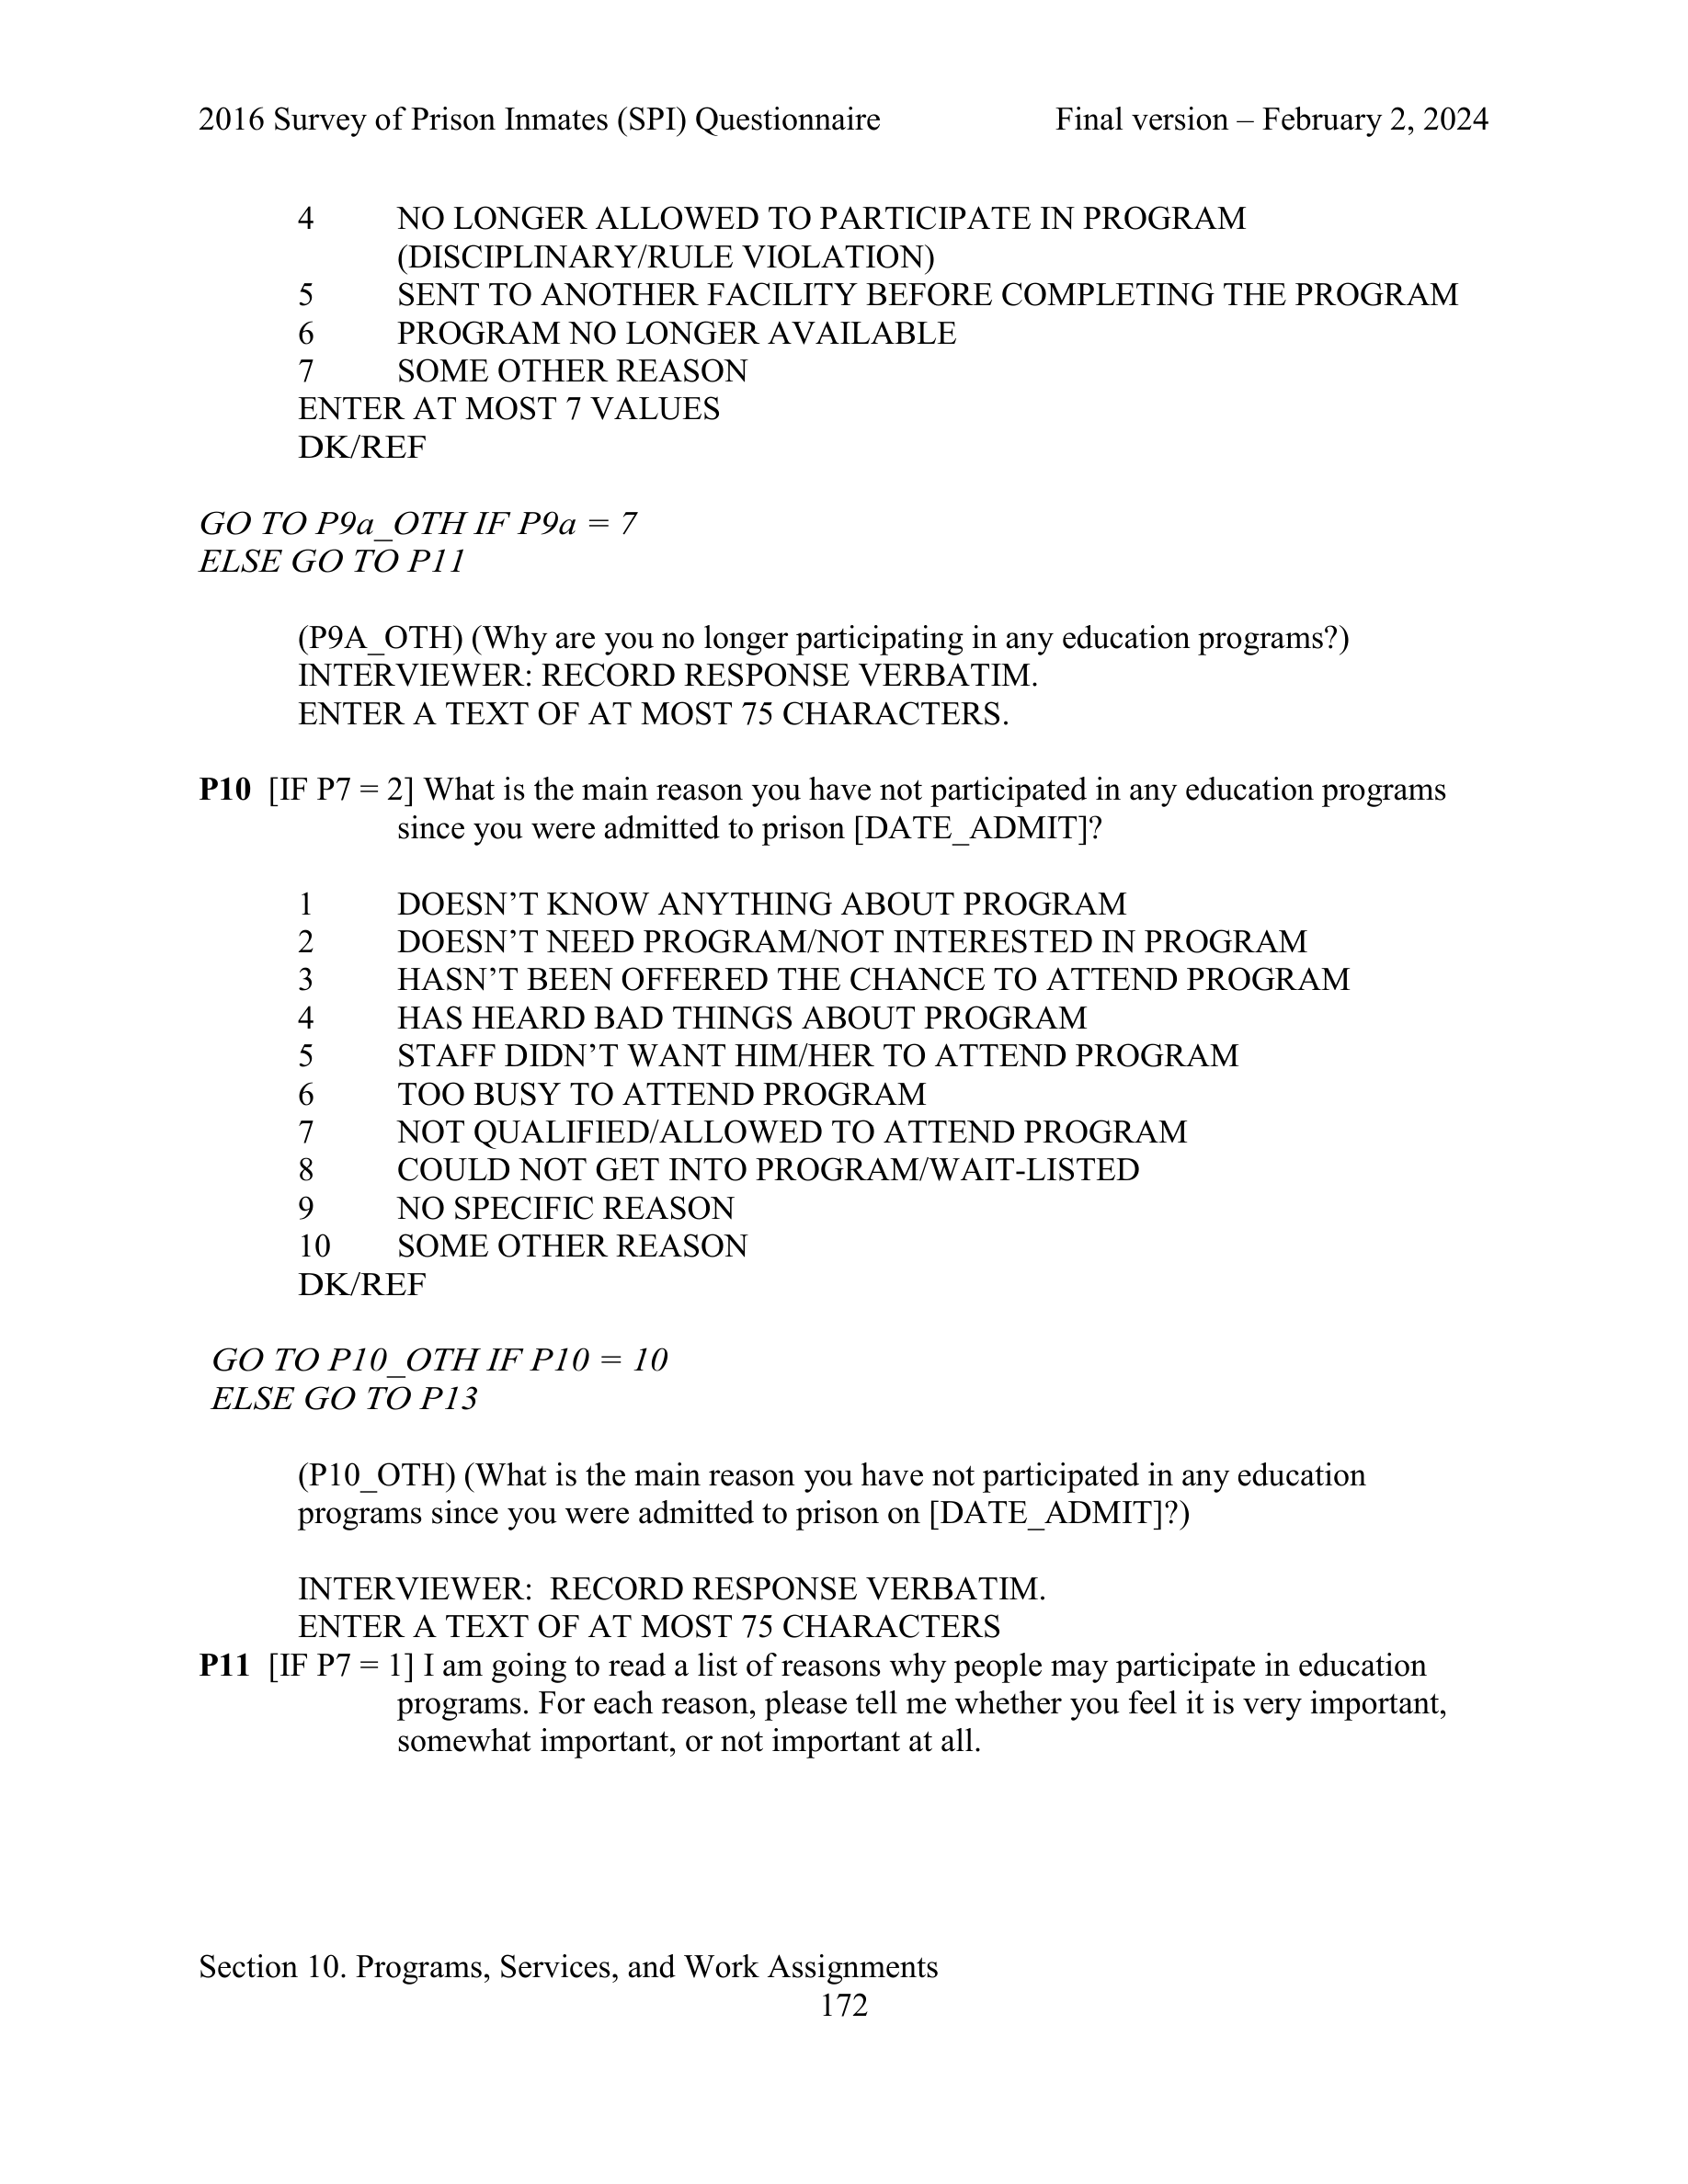 2016 Survey of Prison Inmates (SPI) Questionnaire Final version – February 2, 2024
4 NO LONGER ALLOWED TO PARTICIPATE IN PROGRAM
(DISCIPLINARY/RULE VIOLATION)
5 SENT TO ANOTHER FACILITY BEFORE COMPLETING THE PROGRAM
6 PROGRAM NO LONGER AVAILABLE
7 SOME OTHER REASON
ENTER AT MOST 7 VALUES
DK/REF
GO TO P9a_OTH IF P9a = 7
ELSE GO TO P11
(P9A_OTH) (Why are you no longer participating in any education programs?)
INTERVIEWER: RECORD RESPONSE VERBATIM.
ENTER A TEXT OF AT MOST 75 CHARACTERS.
P10 [IF P7 = 2] What is the main reason you have not participated in any education programs
since you were admitted to prison [DATE_ADMIT]?
1 DOESN’T KNOW ANYTHING ABOUT PROGRAM
2 DOESN’T NEED PROGRAM/NOT INTERESTED IN PROGRAM
3 HASN’T BEEN OFFERED THE CHANCE TO ATTEND PROGRAM
4 HAS HEARD BAD THINGS ABOUT PROGRAM
5 STAFF DIDN’T WANT HIM/HER TO ATTEND PROGRAM
6 TOO BUSY TO ATTEND PROGRAM
7 NOT QUALIFIED/ALLOWED TO ATTEND PROGRAM
8 COULD NOT GET INTO PROGRAM/WAIT-LISTED
9 NO SPECIFIC REASON
10 SOME OTHER REASON
DK/REF
GO TO P10_OTH IF P10 = 10
ELSE GO TO P13
(P10_OTH) (What is the main reason you have not participated in any education
programs since you were admitted to prison on [DATE_ADMIT]?)
INTERVIEWER:  RECORD RESPONSE VERBATIM.
ENTER A TEXT OF AT MOST 75 CHARACTERS
P11 [IF P7 = 1] I am going to read a list of reasons why people may participate in education
programs. For each reason, please tell me whether you feel it is very important,
somewhat important, or not important at all.
Section 10. Programs, Services, and Work Assignments
172